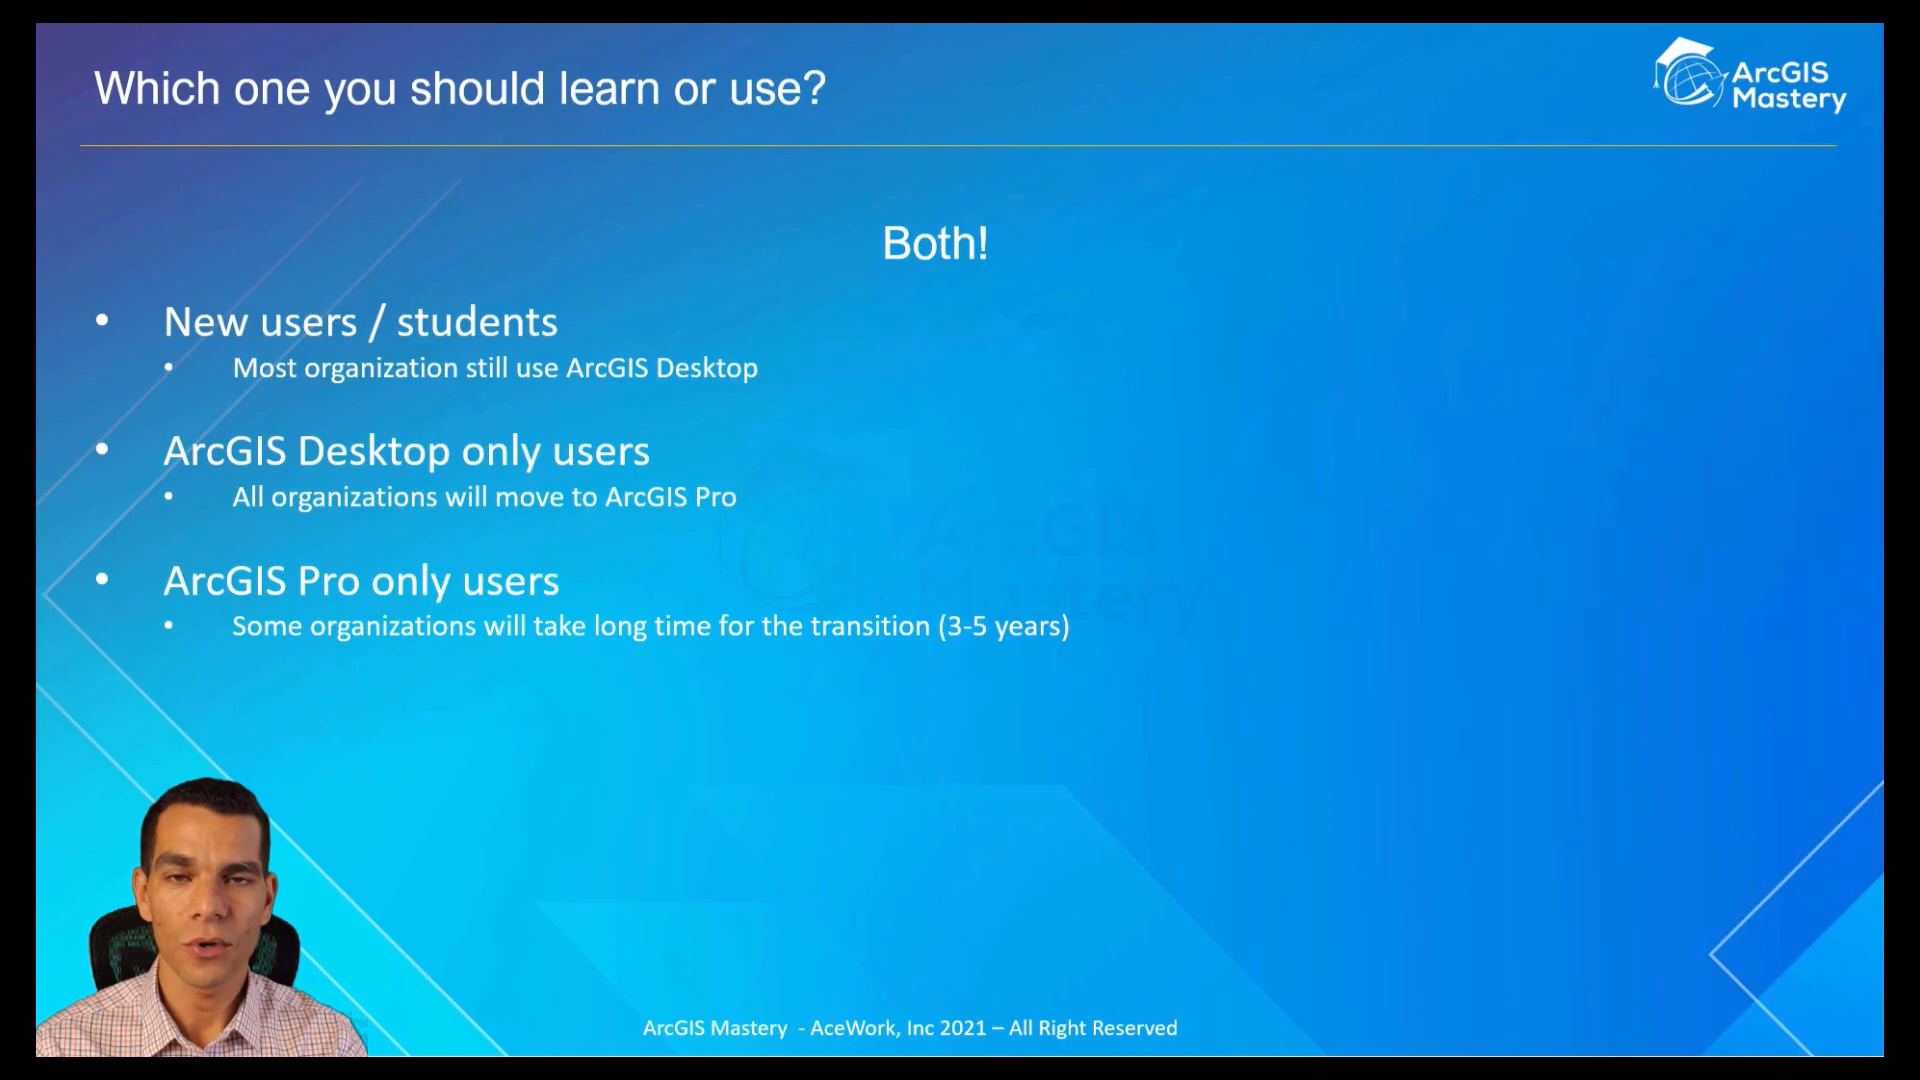 Which one you should learn or use?
ArcGIS
Mastery
Both!
• New users / students
• Most organization still use ArcGIS Desktop
• ArcGIS Desktop only users
• All organizations will move to ArcGIS Pro
• ArcGIS Pro only users
• Some organizations will take long time for the transition (3-5 years)
ArcGIS
Mastery
ArcGIS Mastery - AceWork, Inc 2021 – All Right Reserved